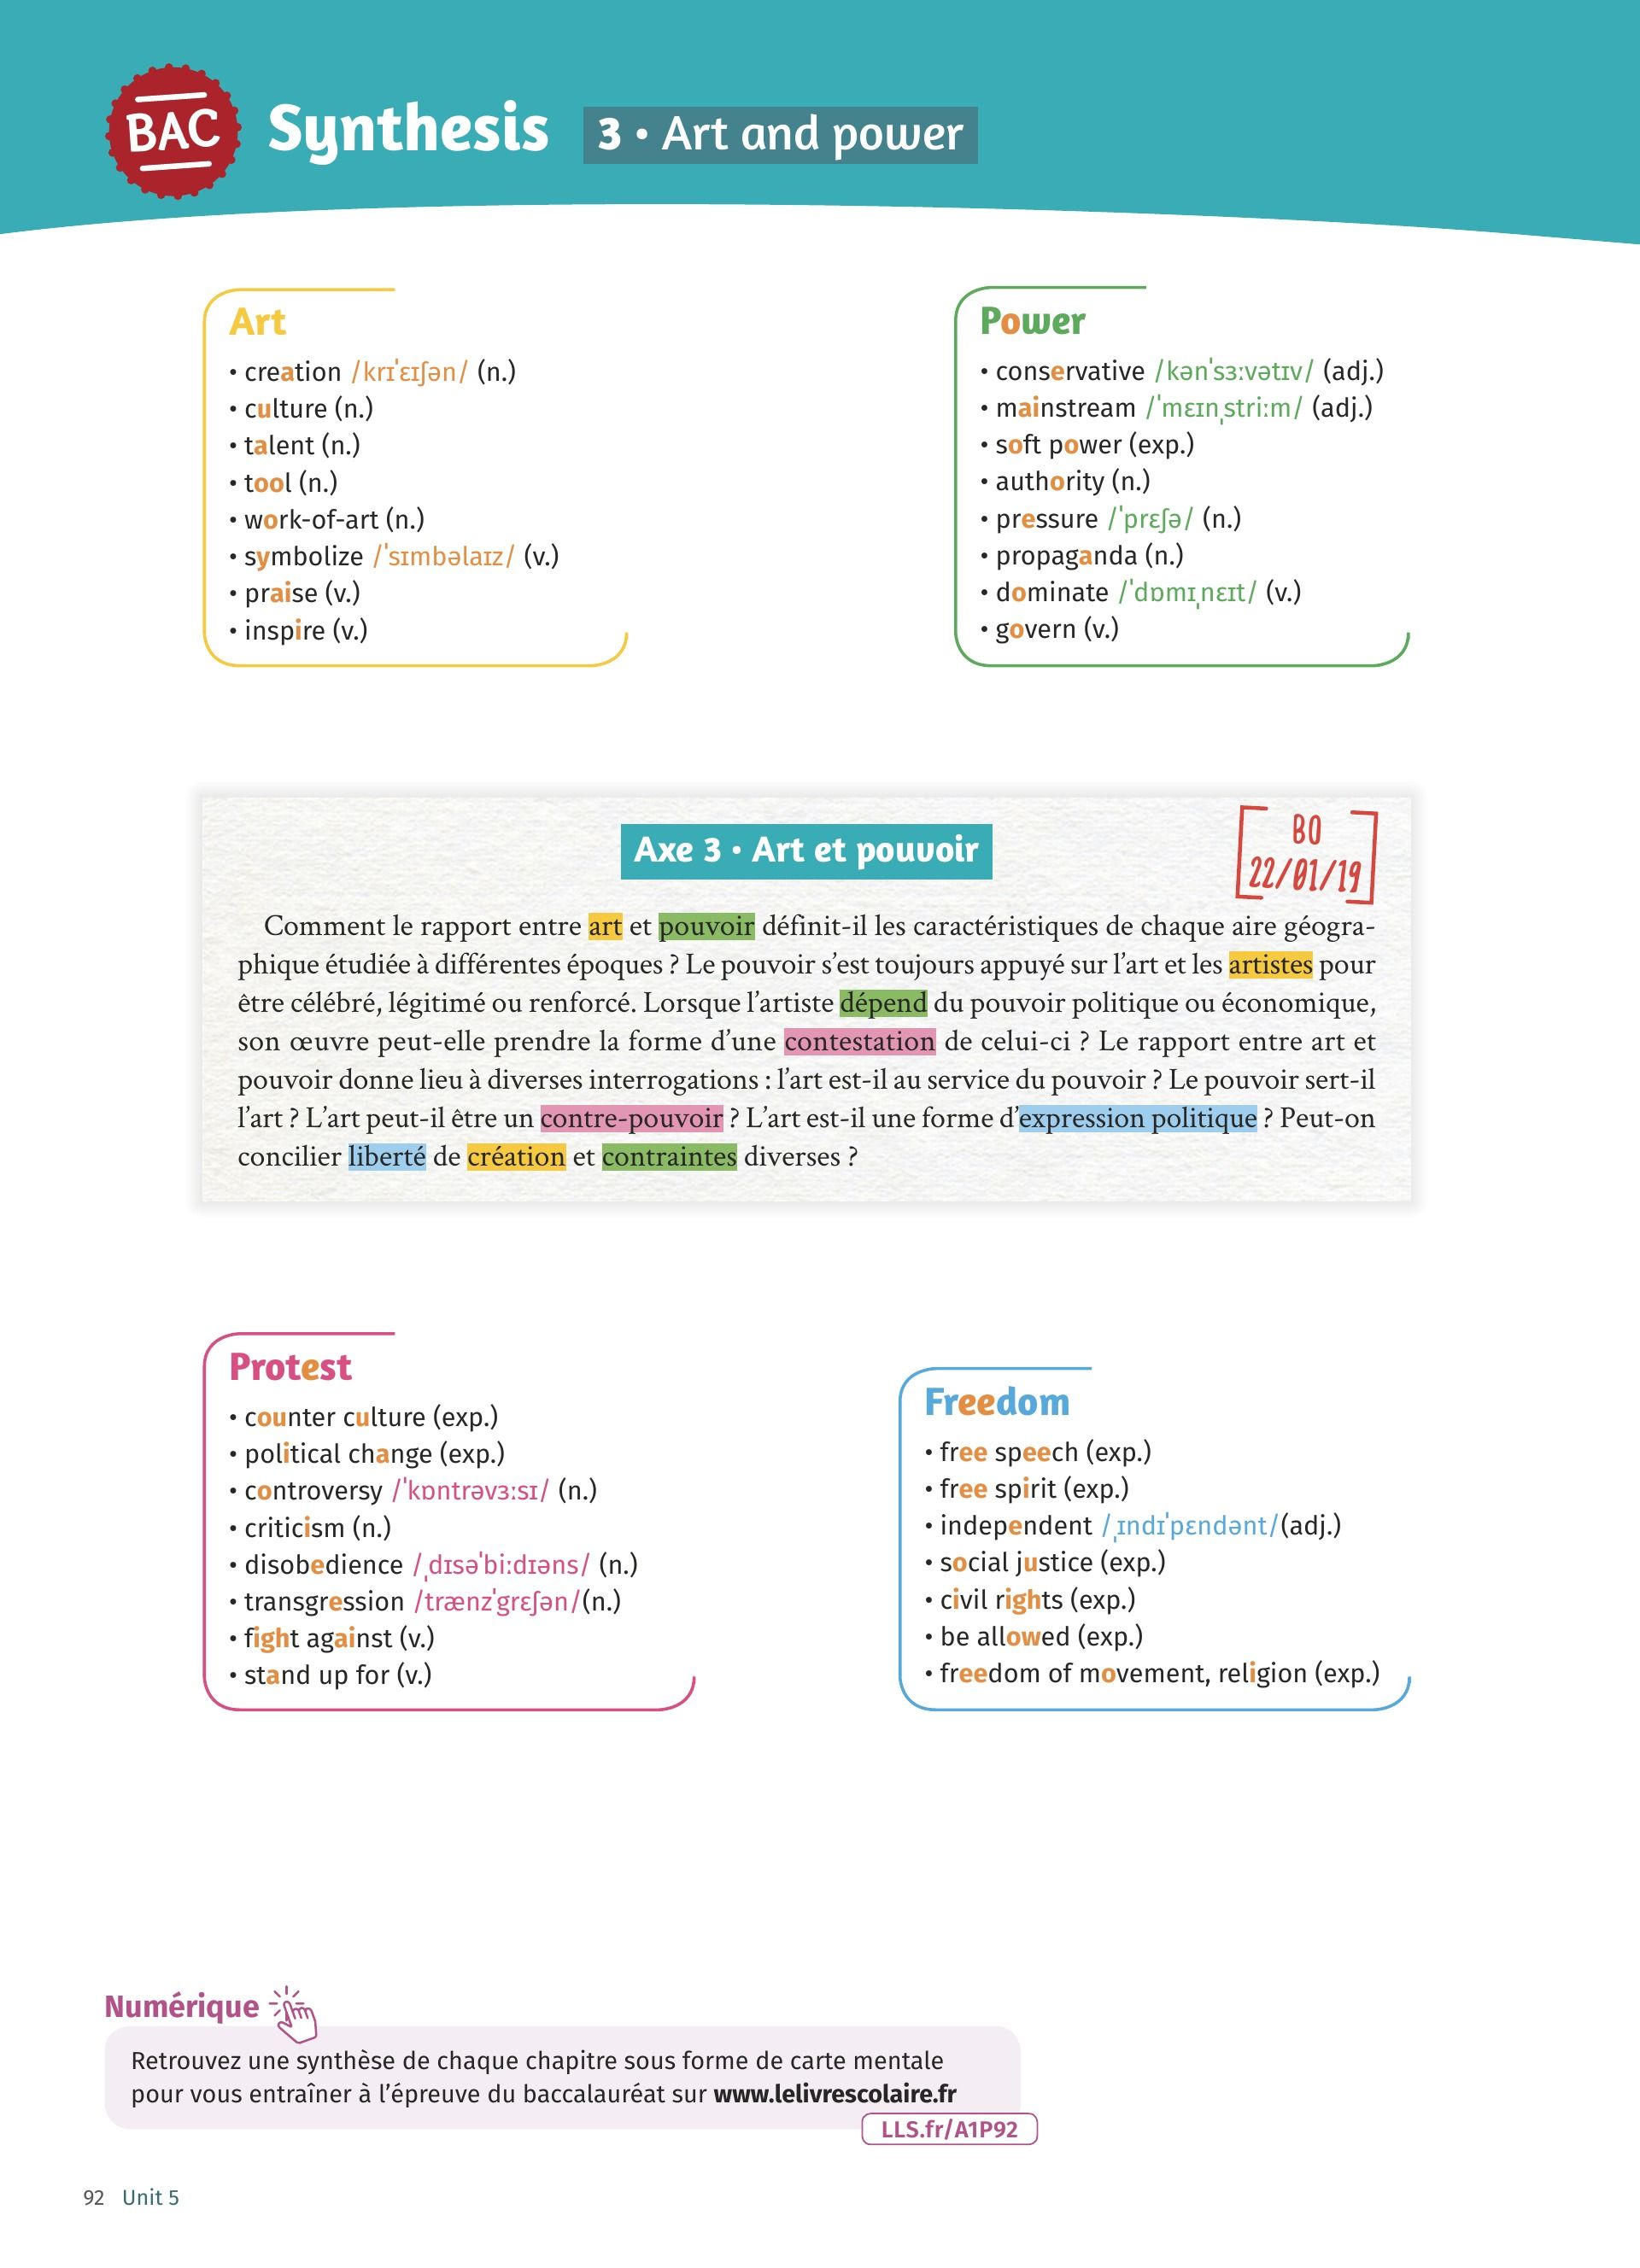 BAC
Synthesis
3 • Art and power
Art
• creation /krɪˈɛɪʃən/ (n.)
• culture (n.)
• talent (n.)
• tool (n.)
• work-of-art (n.)
• symbolize /ˈsɪmbəlaɪz/ (v.)
• praise (v.)
• inspire (v.)
Power
• conservative /kənˈsɜːvətɪv/ (adj.)
• mainstream /ˈmɛɪnˌstriːm/ (adj.)
• soft power (exp.)
• authority (n.)
• pressure /ˈprɛʃə/ (n.)
• propaganda (n.)
• dominate /ˈdɒmɪˌnɛɪt/ (v.)
• govern (v.)
Axe 3 • Art et pouvoir
BO
22/01/19
Comment le rapport entre art et pouvoir définit-il les caractéristiques de chaque aire géogra-
phique étudiée à différentes époques ? Le pouvoir s’est toujours appuyé sur l’art et les artistes pour
être célébré, légitimé ou renforcé. Lorsque l’artiste dépend du pouvoir politique ou économique,
son œuvre peut-elle prendre la forme d’une contestation de celui-ci ? Le rapport entre art et
pouvoir donne lieu à diverses interrogations : l’art est-il au service du pouvoir ? Le pouvoir sert-il
l’art ? L’art peut-il être un contre-pouvoir ? L’art est-il une forme d’expression politique ? Peut-on
concilier liberté de création et contraintes diverses ?
Protest
• counter culture (exp.)
• political change (exp.)
• controversy /ˈkɒntrəvɜːsɪ/ (n.)
• criticism (n.)
• disobedience /ˌdɪsəˈbiːdɪəns/ (n.)
• transgression /trænzˈgrɛʃən/(n.)
• fight against (v.)
• stand up for (v.)
Freedom
• free speech (exp.)
• free spirit (exp.)
• independent /ˌɪndɪˈpɛndənt/(adj.)
• social justice (exp.)
• civil rights (exp.)
• be allowed (exp.)
• freedom of movement, religion (exp.)
Numérique
Retrouvez une synthèse de chaque chapitre sous forme de carte mentale
pour vous entraîner à l’épreuve du baccalauréat sur www.lelivrescolaire.fr
LLS.fr/A1P92
92 Unit 5